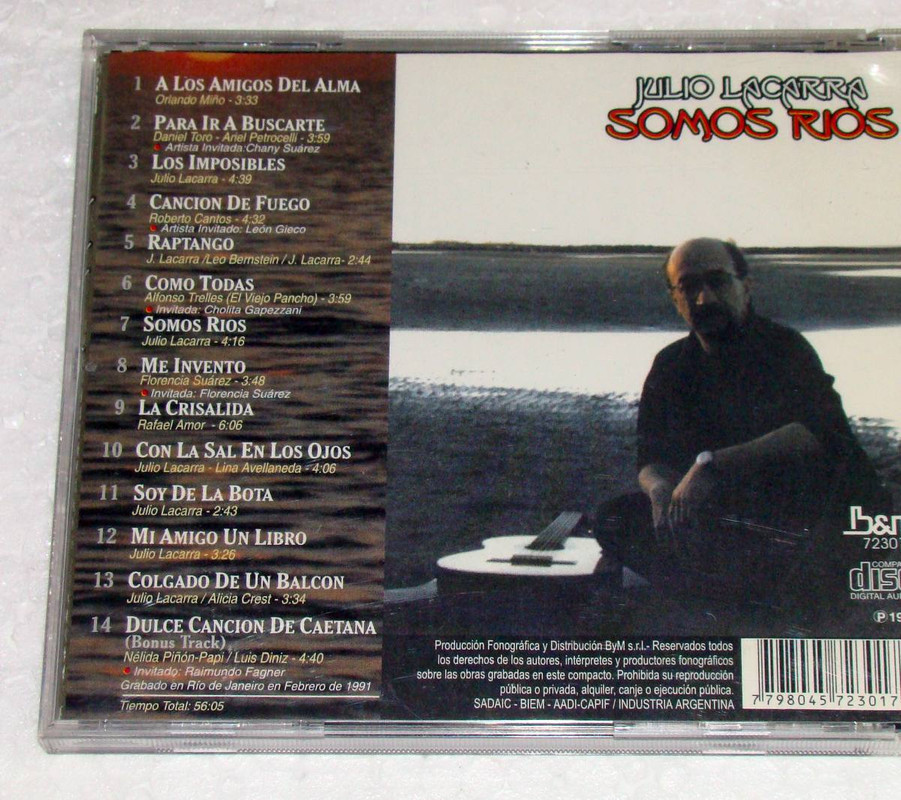 1 A LOS AMIGOS DEL ALMA
Orlando Miño - 3:33
2 PARA IR A BUSCARTE
Daniel Toro - Ariel Petrocelli - 3:59
Artista Invitada:Chany Suárez
3 LOS IMPOSIBLES
Julio Lacarra - 4:39
4 CANCION DE FUEGO
Roberto Cantos - 4:32
Artista Invitado: León Gieco
5 RAPTANGO
J. Lacarra /Leo Bernstein / J. Lacarra- 2:44
6 COMO TODAS
Alfonso Trelles (El Viejo Pancho) - 3:59
Invitada: Cholita Gapezzani
7 SOMOS RIOS
Julio Lacarra - 4:16
8 ME INVENTO
Florencia Suárez - 3:48
Invitada: Florencia Suárez
9 LA CRISALIDA
Rafael Amor - 6:06
10 CON LA SAL EN LOS OJOS
Julio Lacarra - Lina Avellaneda - 4:06
11 SOY DE LA BOTA
Julio Lacarra - 2:43
12 MI AMIGO UN LIBRO
Julio Lacarra - 3:26
13 COLGADO DE UN BALCON
Julio Lacarra / Alicia Crest - 3:34
14 DULCE CANCION DE CAETANA
(Bonus Track)
Nélida Piñón-Papi / Luis Diniz - 4:40
Invitado: Raimundo Fagner
Grabado en Río de Janeiro en Febrero de 1991
Tiempo Total: 56:05
JULIO LACARRA
SOMOS RIOS
b&m
7230
COMPA
disc
DIGITAL AU
℗ 19
Producción Fonográfica y Distribución ByM s.r.l.- Reservados todos
los derechos de los autores, intérpretes y productores fonográficos
sobre las obras grabadas en este compacto. Prohibida su reproducción
pública o privada, alquiler, canje o ejecución pública.
SADAIC - BIEM - AADI-CAPIF / INDUSTRIA ARGENTINA
7 798045 723017